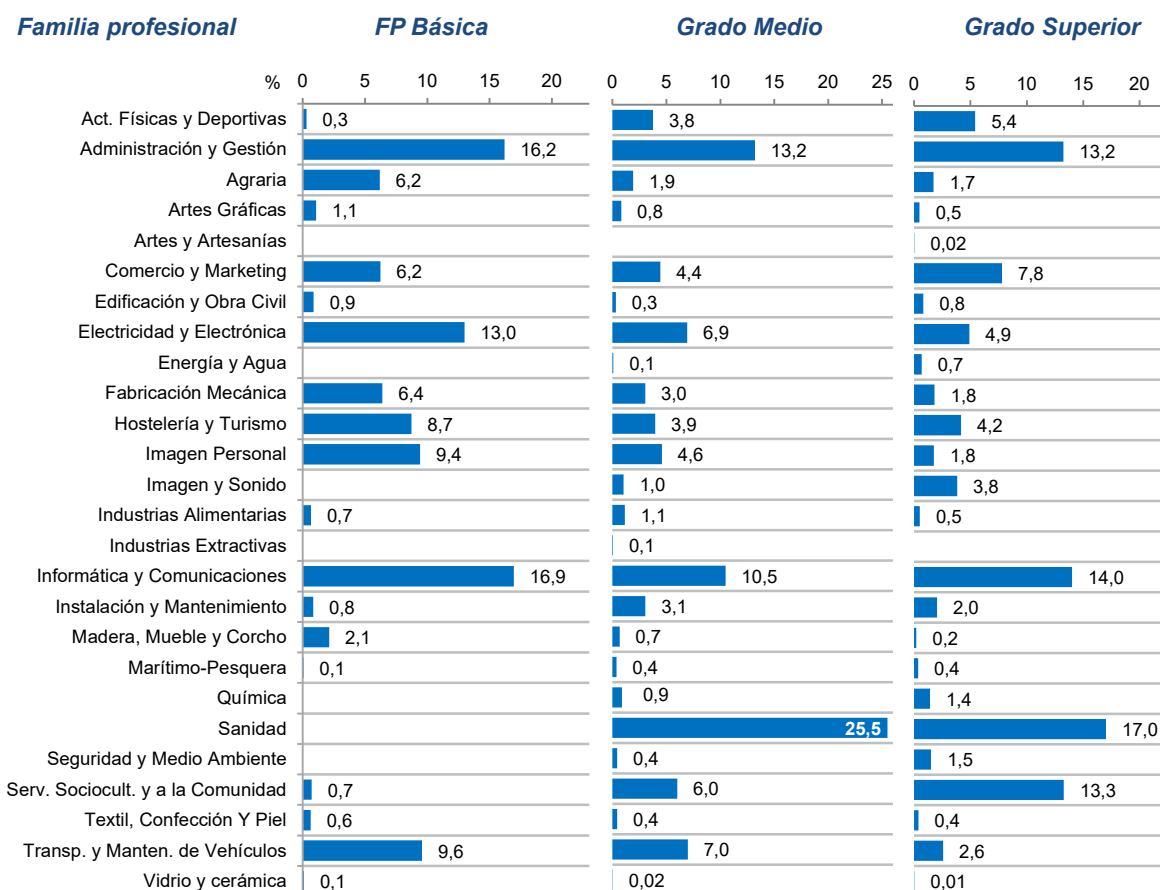 Familia profesional FP Básica Grado Medio Grado Superior
% 0 5 10 15 20 0 5 10 15 20 25 0 5 10 15 20
Act. Físicas y Deportivas 0,3 3,8 5,4
Administración y Gestión 16,2 13,2 13,2
Agraria 6,2 1,9 1,7
Artes Gráficas 1,1 0,8 0,5
Artes y Artesanías 0,02
Comercio y Marketing 6,2 4,4 7,8
Edificación y Obra Civil 0,9 0,3 0,8
Electricidad y Electrónica 13,0 6,9 4,9
Energía y Agua 0,1 0,7
Fabricación Mecánica 6,4 3,0 1,8
Hostelería y Turismo 8,7 3,9 4,2
Imagen Personal 9,4 4,6 1,8
Imagen y Sonido 1,0 3,8
Industrias Alimentarias 0,7 1,1 0,5
Industrias Extractivas 0,1
Informática y Comunicaciones 16,9 10,5 14,0
Instalación y Mantenimiento 0,8 3,1 2,0
Madera, Mueble y Corcho 2,1 0,7 0,2
Marítimo-Pesquera 0,1 0,4 0,4
Química 0,9 1,4
Sanidad 25,5 17,0
Seguridad y Medio Ambiente 0,4 1,5
Serv. Sociocult. y a la Comunidad 0,7 6,0 13,3
Textil, Confección Y Piel 0,6 0,4 0,4
Transp. y Manten. de Vehículos 9,6 7,0 2,6
Vidrio y cerámica 0,1 0,02 0,01